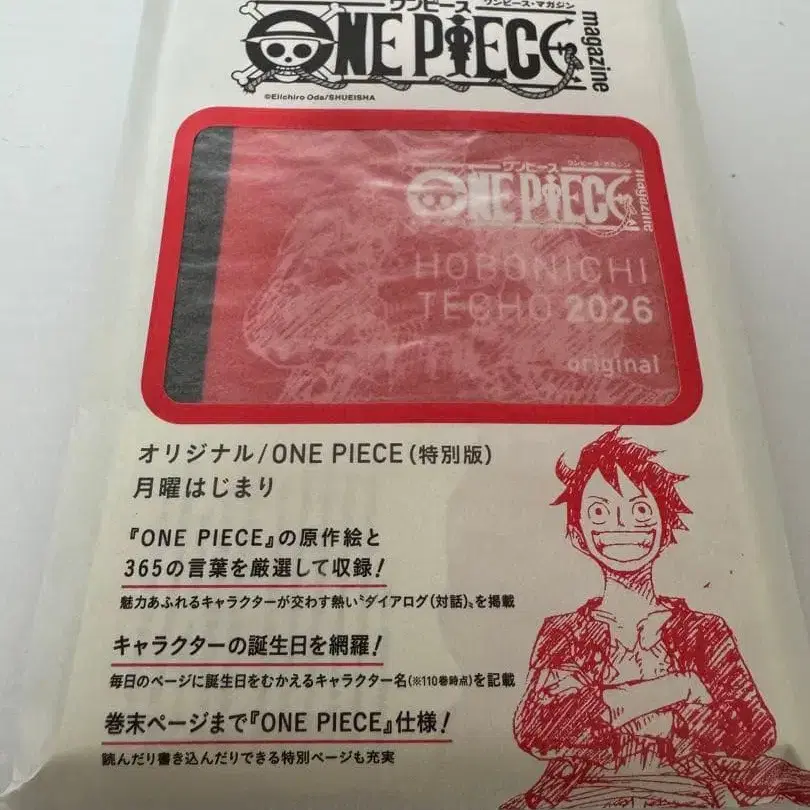 ワンピース ワンピース・マガジン
ONE PIECE magazine
©Eiichiro Oda/SHUEISHA
ワンピース ワンピース・マガジン
ONE PIECE magazine
HOBONICHI
TECHO 2026
original
オリジナル/ONE PIECE(特別版)
月曜はじまり
『ONE PIECE』の原作絵と
365の言葉を厳選して収録!
魅力あふれるキャラクターが交わす熱い〝ダイアログ(対話)〟を掲載
キャラクターの誕生日を網羅!
毎日のページに誕生日をむかえるキャラクター名(※110巻時点)を記載
巻末ページまで『ONE PIECE』仕様!
読んだり書き込んだりできる特別ページも充実